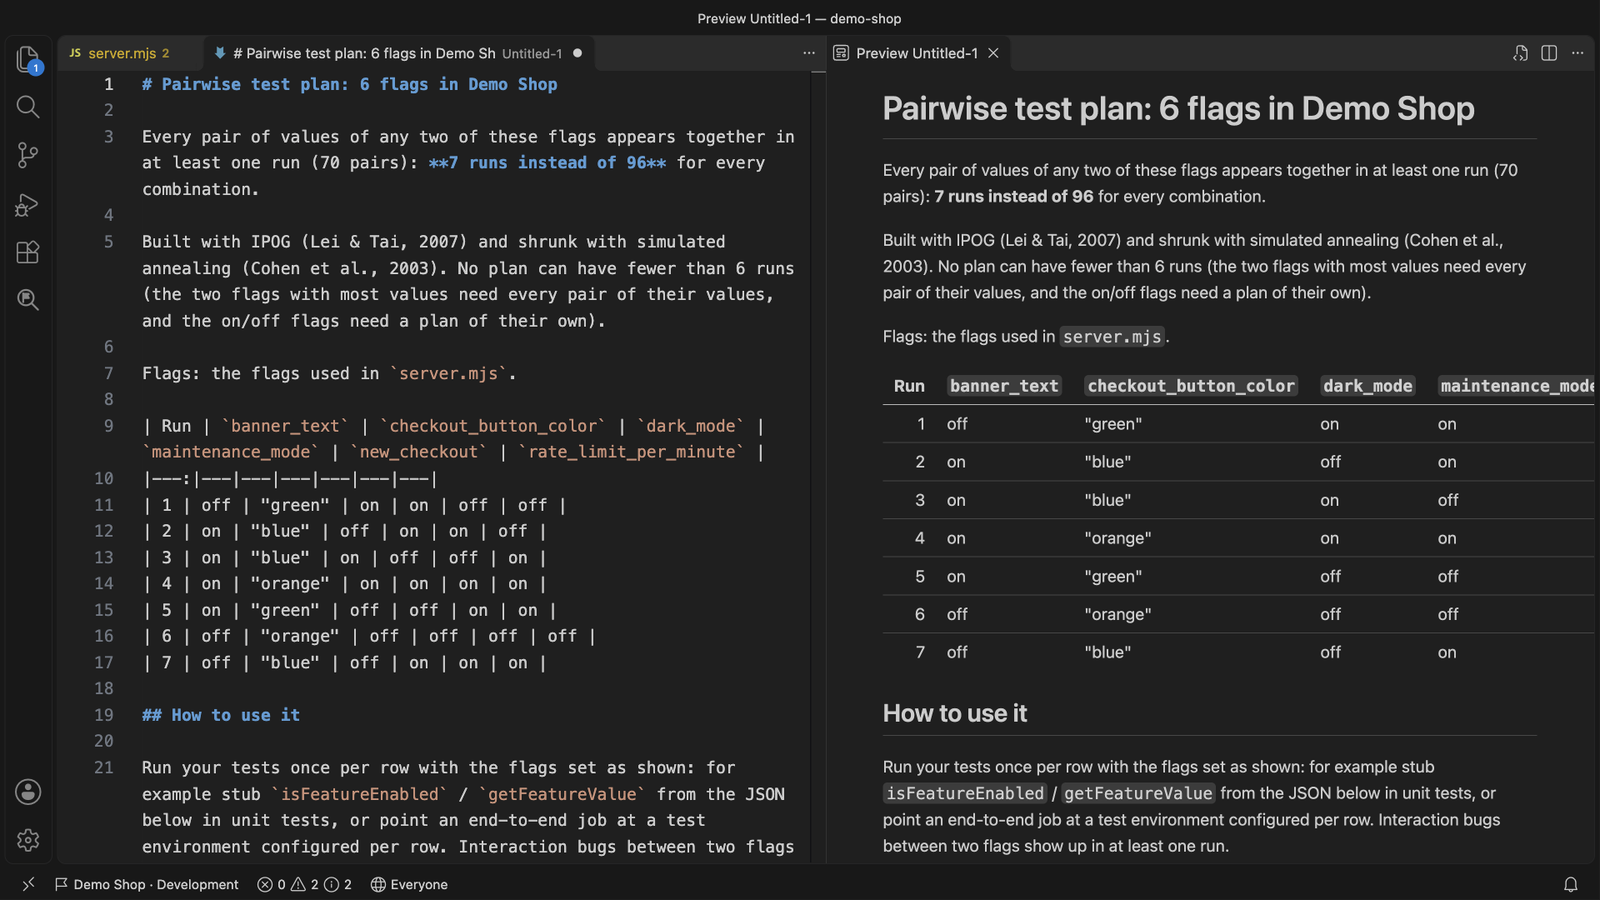 Preview Untitled-1 — demo-shop
JS server.mjs 2
# Pairwise test plan: 6 flags in Demo Sh Untitled-1
1
1 # Pairwise test plan: 6 flags in Demo Shop
2
3 Every pair of values of any two of these flags appears together in
at least one run (70 pairs): **7 runs instead of 96** for every
combination.
4
5 Built with IPOG (Lei & Tai, 2007) and shrunk with simulated
annealing (Cohen et al., 2003). No plan can have fewer than 6 runs
(the two flags with most values need every pair of their values,
and the on/off flags need a plan of their own).
6
7 Flags: the flags used in `server.mjs`.
8
9 | Run | `banner_text` | `checkout_button_color` | `dark_mode` |
`maintenance_mode` | `new_checkout` | `rate_limit_per_minute` |
10 |---:|---|---|---|---|---|---|
11 | 1 | off | "green" | on | on | off | off |
12 | 2 | on | "blue" | off | on | on | off |
13 | 3 | on | "blue" | on | off | off | on |
14 | 4 | on | "orange" | on | on | on | on |
15 | 5 | on | "green" | off | off | on | on |
16 | 6 | off | "orange" | off | off | off | off |
17 | 7 | off | "blue" | off | on | on | on |
18
19 ## How to use it
20
21 Run your tests once per row with the flags set as shown: for
example stub `isFeatureEnabled` / `getFeatureValue` from the JSON
below in unit tests, or point an end-to-end job at a test
environment configured per row. Interaction bugs between two flags
Preview Untitled-1
Pairwise test plan: 6 flags in Demo Shop
Every pair of values of any two of these flags appears together in at least one run (70
pairs): 7 runs instead of 96 for every combination.
Built with IPOG (Lei & Tai, 2007) and shrunk with simulated annealing (Cohen et al.,
2003). No plan can have fewer than 6 runs (the two flags with most values need every
pair of their values, and the on/off flags need a plan of their own).
Flags: the flags used in server.mjs.
Run banner_text checkout_button_color dark_mode maintenance_mode
1 off "green" on on
2 on "blue" off on
3 on "blue" on off
4 on "orange" on on
5 on "green" off off
6 off "orange" off off
7 off "blue" off on
How to use it
Run your tests once per row with the flags set as shown: for example stub
isFeatureEnabled / getFeatureValue from the JSON below in unit tests, or
point an end-to-end job at a test environment configured per row. Interaction bugs
between two flags show up in at least one run.
Demo Shop · Development 0 2 2 Everyone